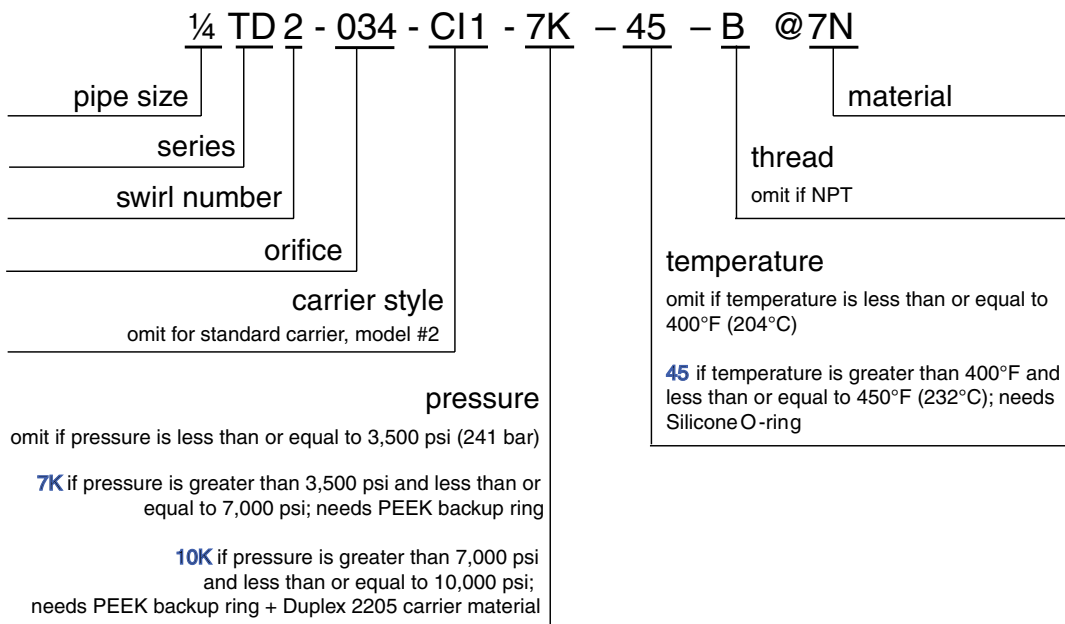 ¼ TD 2 - 034 - CI1 - 7K – 45 – B @7N
pipe size
series
swirl number
orifice
carrier style
omit for standard carrier, model #2
pressure
omit if pressure is less than or equal to 3,500 psi (241 bar)
7K if pressure is greater than 3,500 psi and less than or
equal to 7,000 psi; needs PEEK backup ring
10K if pressure is greater than 7,000 psi
and less than or equal to 10,000 psi;
needs PEEK backup ring + Duplex 2205 carrier material
material
thread
omit if NPT
temperature
omit if temperature is less than or equal to
400°F (204°C)
45 if temperature is greater than 400°F and
less than or equal to 450°F (232°C); needs
Silicone O-ring